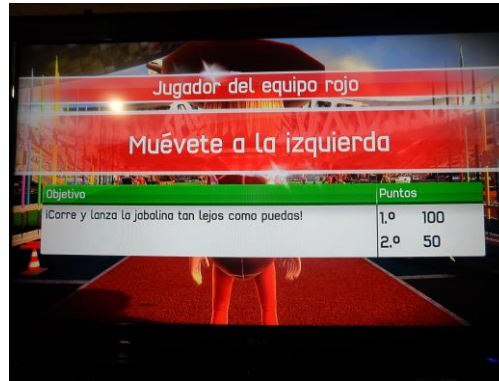 Jugador del equipo rojo
Muévete a la izquierda
Objetivo
Puntos
¡Corre y lanza la jabalina tan lejos como puedas!
1.º 100
2.º 50